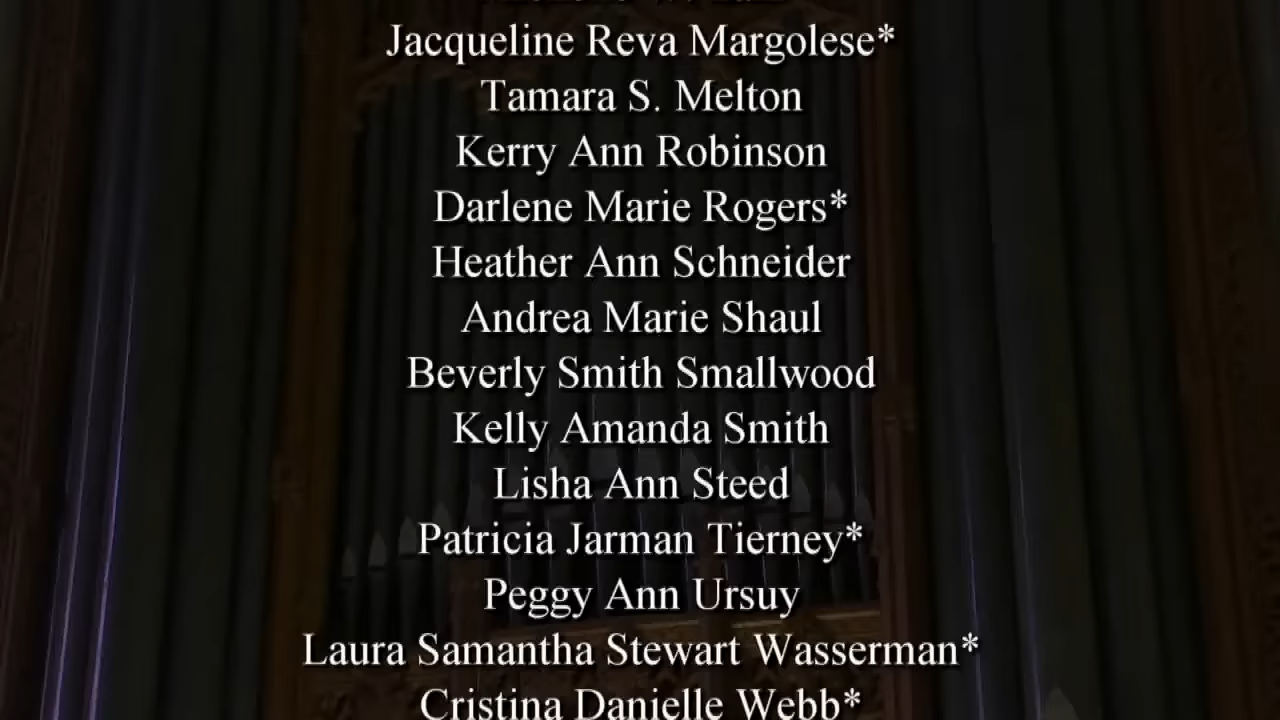 Jacqueline Reva Margolese*
Tamara S. Melton
Kerry Ann Robinson
Darlene Marie Rogers*
Heather Ann Schneider
Andrea Marie Shaul
Beverly Smith Smallwood
Kelly Amanda Smith
Lisha Ann Steed
Patricia Jarman Tierney*
Peggy Ann Ursuy
Laura Samantha Stewart Wasserman*
Cristina Danielle Webb*